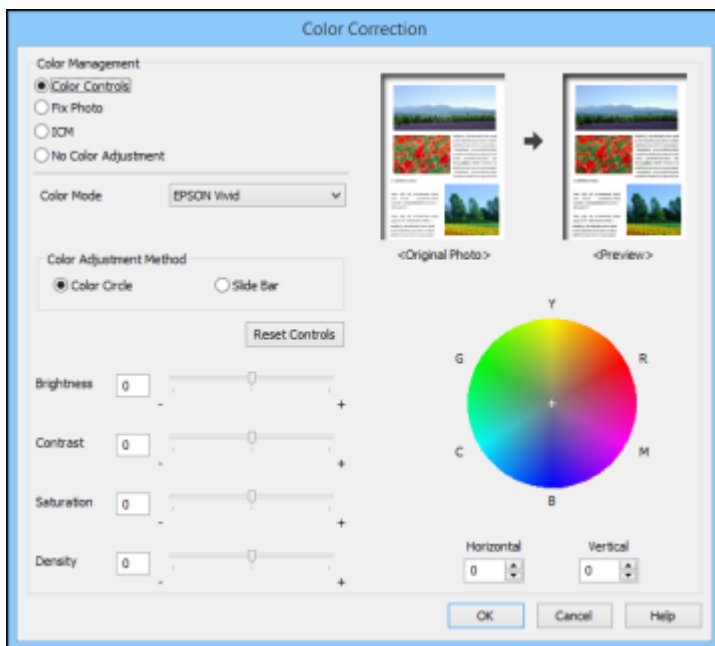 Color Correction
Color Management
Color Controls
Fix Photo
ICM
No Color Adjustment
Color Mode
EPSON Vivid
<Original Photo>
<Preview>
Color Adjustment Method
Color Circle
Slide Bar
Reset Controls
Brightness
0
-
+
Contrast
0
-
+
Saturation
0
-
+
Density
0
-
+
Y
G
R
C
M
B
Horizontal
Vertical
0
0
OK
Cancel
Help